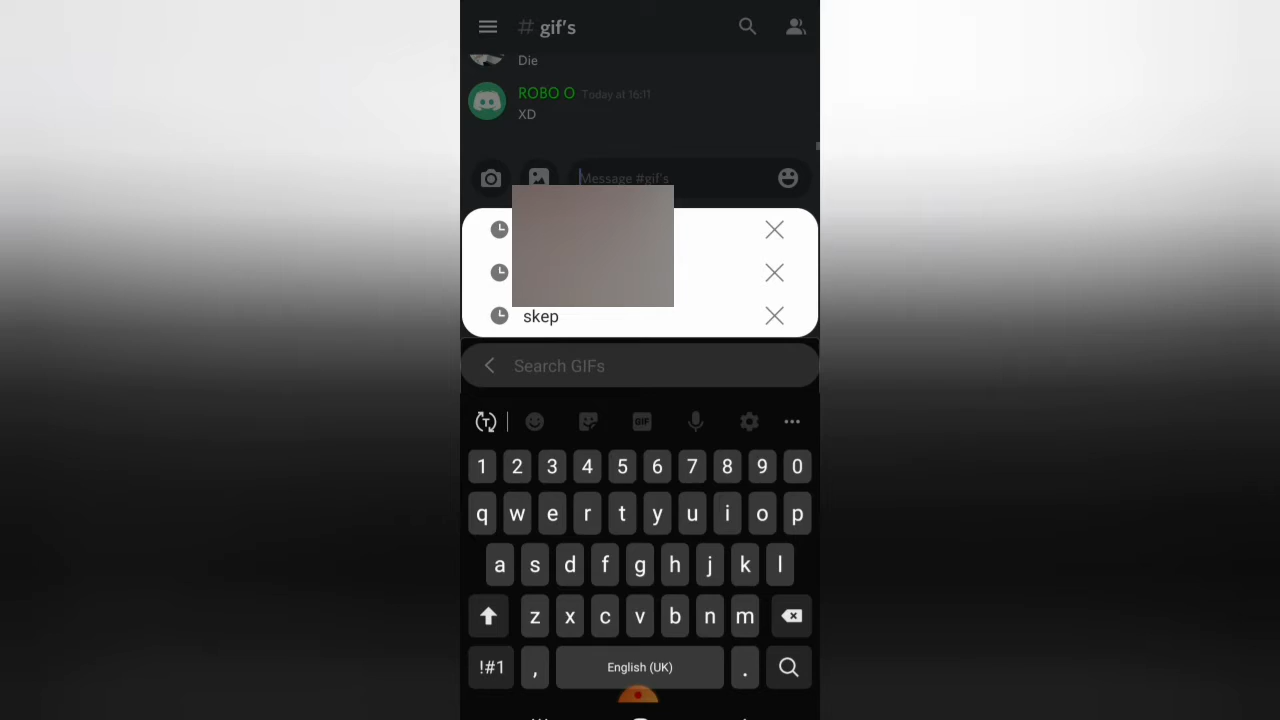 # gif's
Die
ROBO O Today at 16:11
XD
Message #gif's
skep
Search GIFs
T GIF
1 2 3 4 5 6 7 8 9 0
q w e r t y u i o p
a s d f g h j k l
z x c v b n m
!#1 , English (UK) .